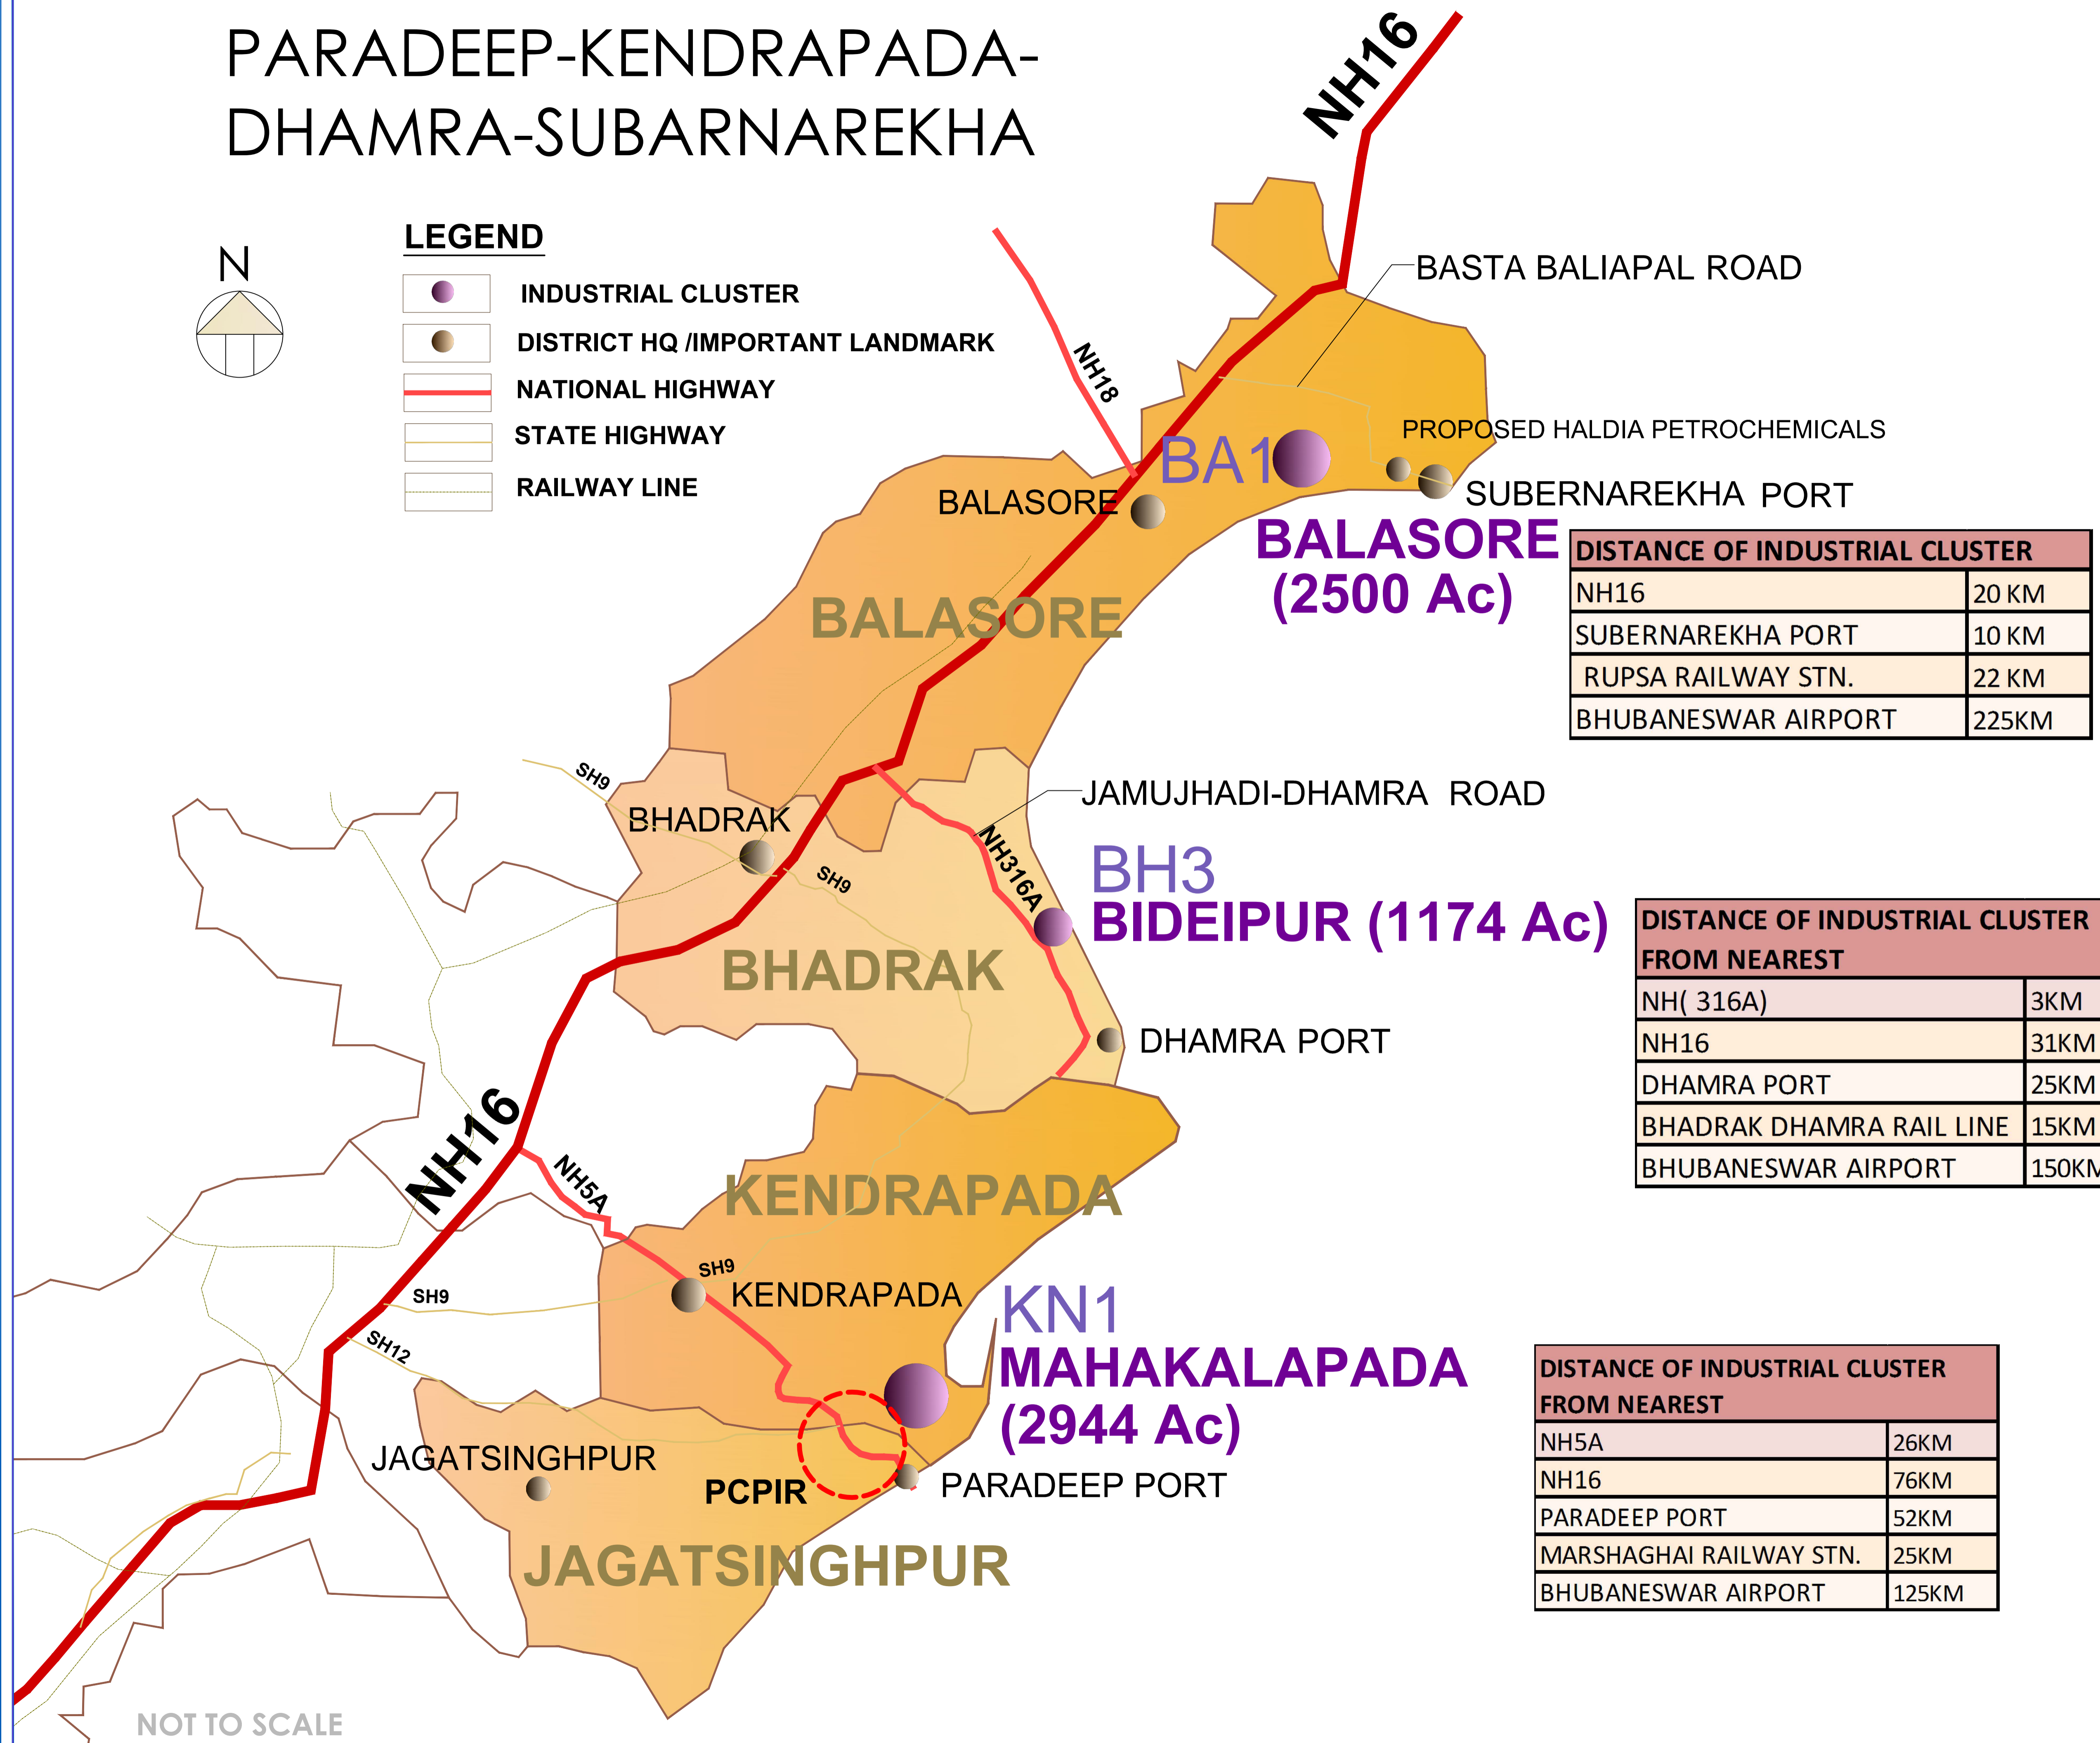 PARADEEP-KENDRAPADA-
DHAMRA-SUBARNAREKHA
N
LEGEND
INDUSTRIAL CLUSTER
DISTRICT HQ /IMPORTANT LANDMARK
NATIONAL HIGHWAY
STATE HIGHWAY
RAILWAY LINE
NH16
BASTA BALIAPAL ROAD
NH18
PROPOSED HALDIA PETROCHEMICALS
BA1
BALASORE
SUBERNAREKHA PORT
BALASORE
(2500 Ac)
DISTANCE OF INDUSTRIAL CLUSTER
NH16 20 KM
SUBERNAREKHA PORT 10 KM
RUPSA RAILWAY STN. 22 KM
BHUBANESWAR AIRPORT 225KM
BALASORE
SH9
JAMUJHADI-DHAMRA ROAD
BHADRAK
NH316A
SH9
BH3
BIDEIPUR (1174 Ac)
DISTANCE OF INDUSTRIAL CLUSTER
FROM NEAREST
NH( 316A) 3KM
NH16 31KM
DHAMRA PORT 25KM
BHADRAK DHAMRA RAIL LINE 15KM
BHUBANESWAR AIRPORT 150KM
BHADRAK
DHAMRA PORT
NH16
NH5A
KENDRAPADA
SH9
KENDRAPADA
SH9
SH12
KN1
MAHAKALAPADA
(2944 Ac)
DISTANCE OF INDUSTRIAL CLUSTER
FROM NEAREST
NH5A 26KM
NH16 76KM
PARADEEP PORT 52KM
MARSHAGHAI RAILWAY STN. 25KM
BHUBANESWAR AIRPORT 125KM
JAGATSINGHPUR
PCPIR
PARADEEP PORT
JAGATSINGHPUR
NOT TO SCALE